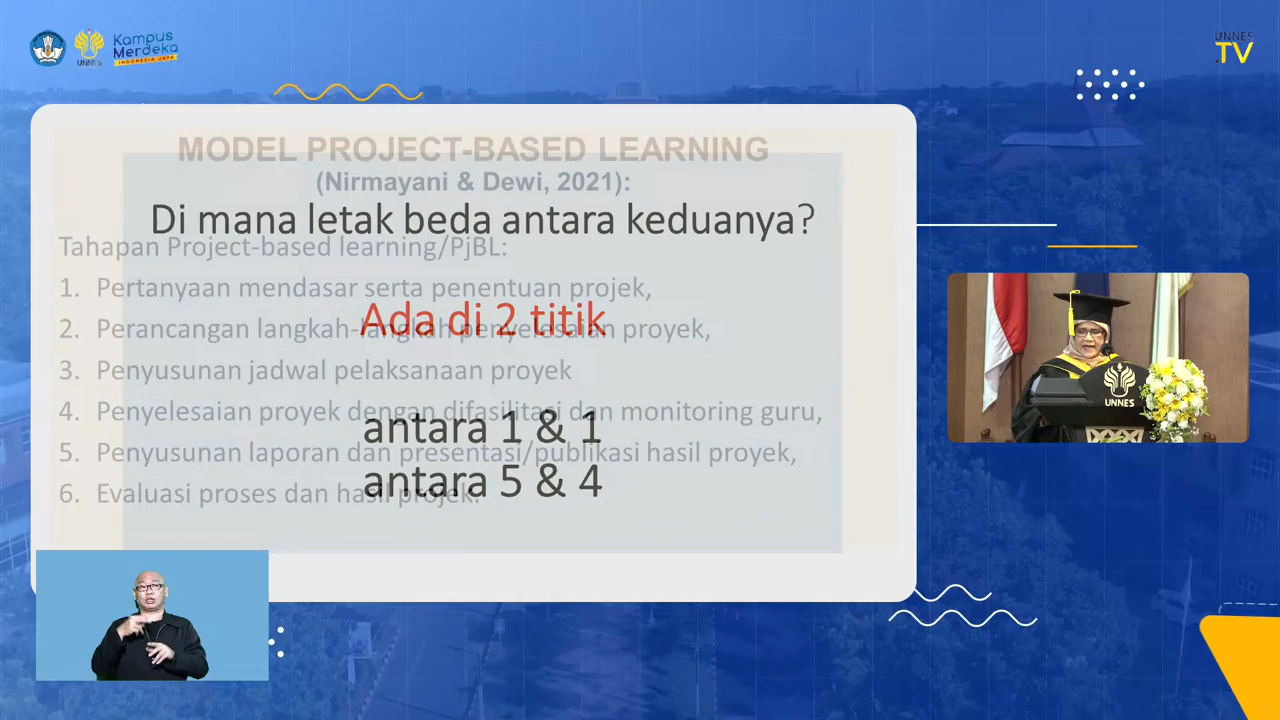 UNNES
Kampus
Merdeka
INDONESIA JAYA
UNNES
TV
MODEL PROJECT-BASED LEARNING
(Nirmayani & Dewi, 2021):
Di mana letak beda antara keduanya?
Tahapan Project-based learning/PjBL:
1. Pertanyaan mendasar serta penentuan projek,
Ada di 2 titik
2. Perancangan langkah-langkah penyelesaian proyek,
3. Penyusunan jadwal pelaksanaan proyek
4. Penyelesaian proyek dengan difasilitasi dan monitoring guru,
antara 1 & 1
5. Penyusunan laporan dan presentasi/publikasi hasil proyek,
antara 5 & 4
6. Evaluasi proses dan hasil projek.
UNNES